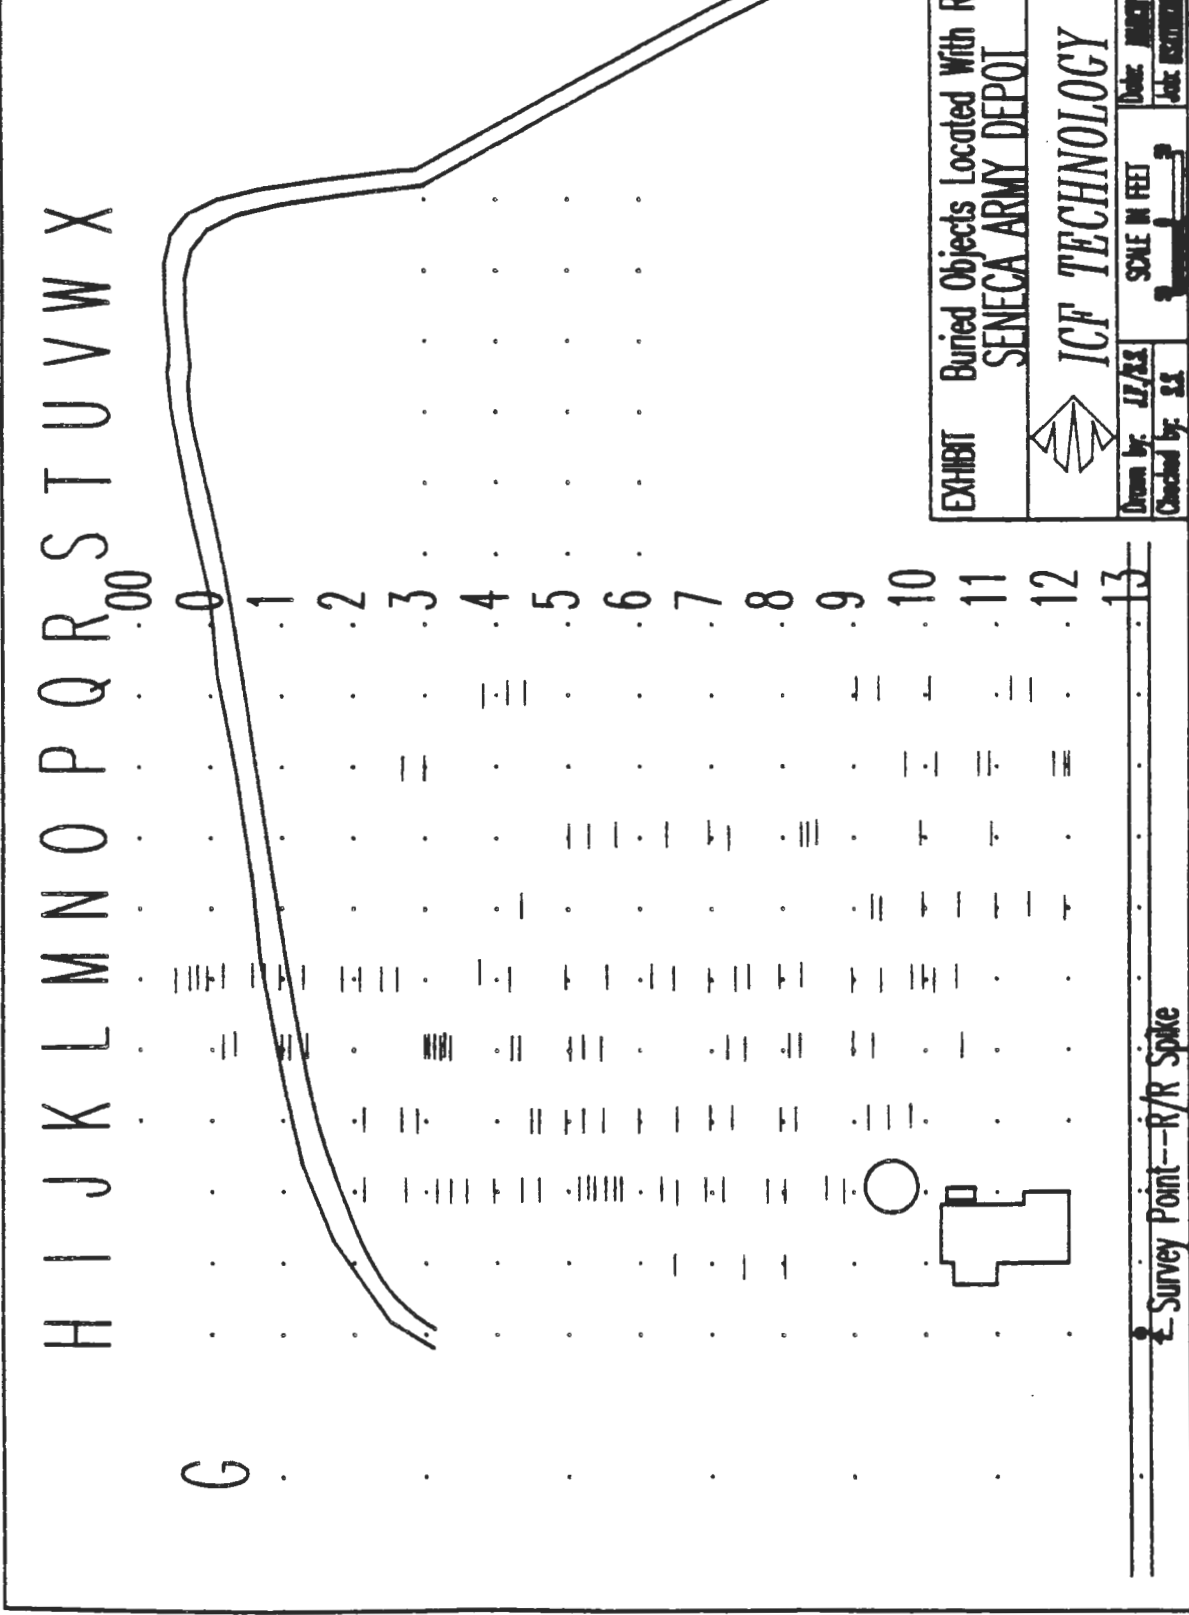 G H I J K L M N O P Q R S T U V W X
00
0
1
2
3
4
5
6
7
8
9
10
11
12
13
Survey Point---R/R Spike
EXHIBIT Buried Objects Located With R
SENECA ARMY DEPOT
ICF TECHNOLOGY
Drawn by: J.P./S.S.
Checked by: S.S.
SCALE IN FEET
0
Date:
Job: